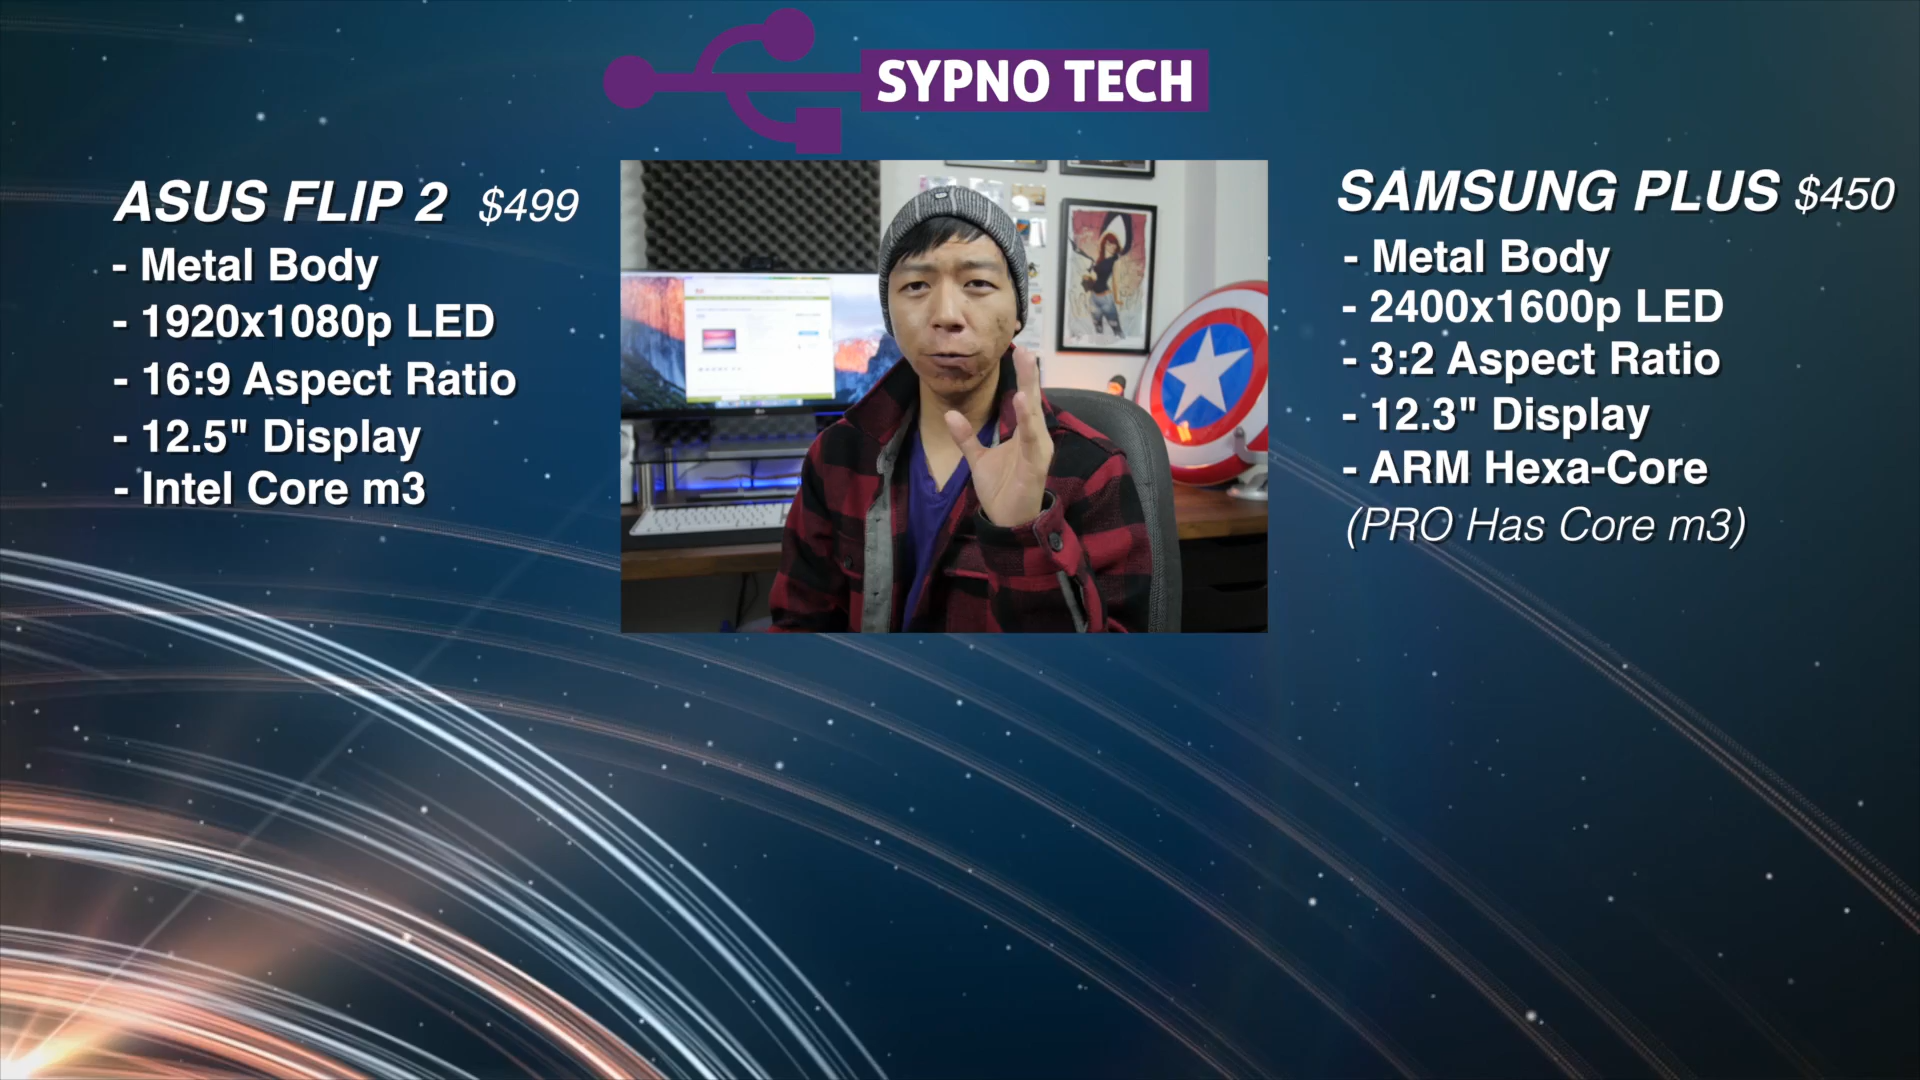 SYPNO TECH
ASUS FLIP 2 $499
- Metal Body
- 1920x1080p LED
- 16:9 Aspect Ratio
- 12.5" Display
- Intel Core m3
SAMSUNG PLUS $450
- Metal Body
- 2400x1600p LED
- 3:2 Aspect Ratio
- 12.3" Display
- ARM Hexa-Core
(PRO Has Core m3)